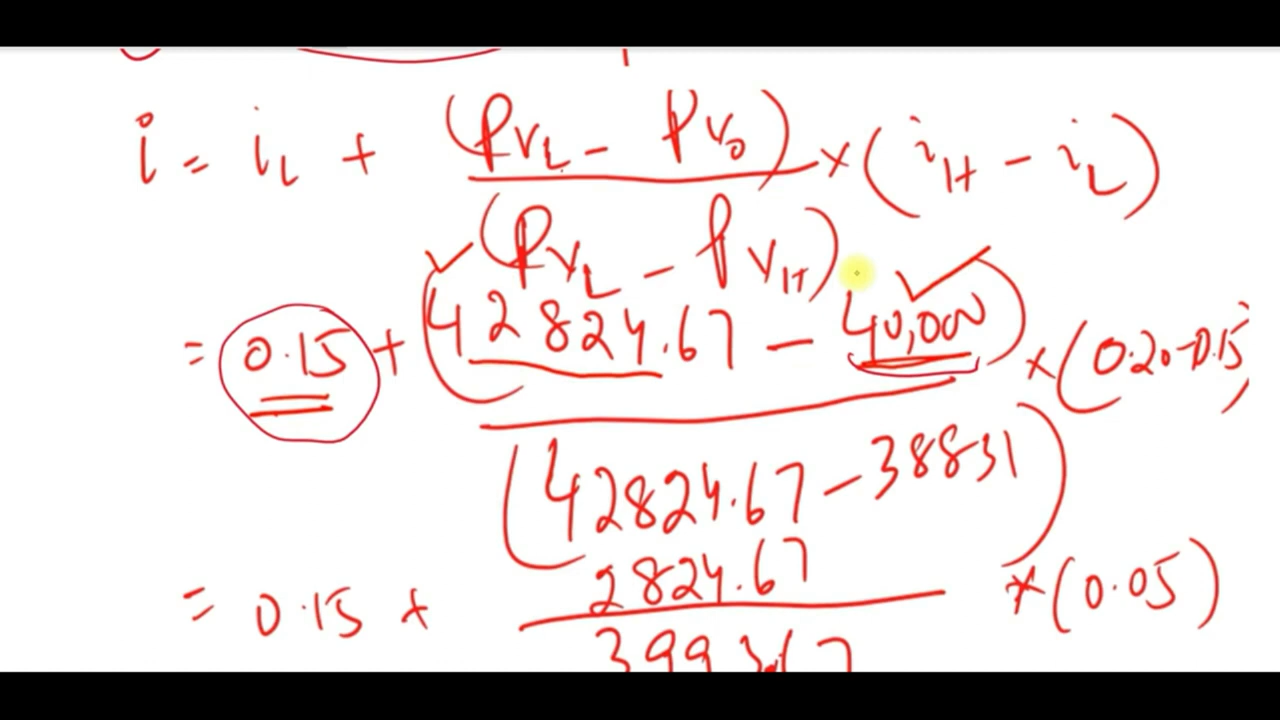 i = iL + (PVL - PV0) × (iH - iL)
(PVL - PVH)
= 0.15 + (42824.67 - 40,000) × (0.20-0.15)
(42824.67 - 38831)
= 0.15 + 2824.67 × (0.05)